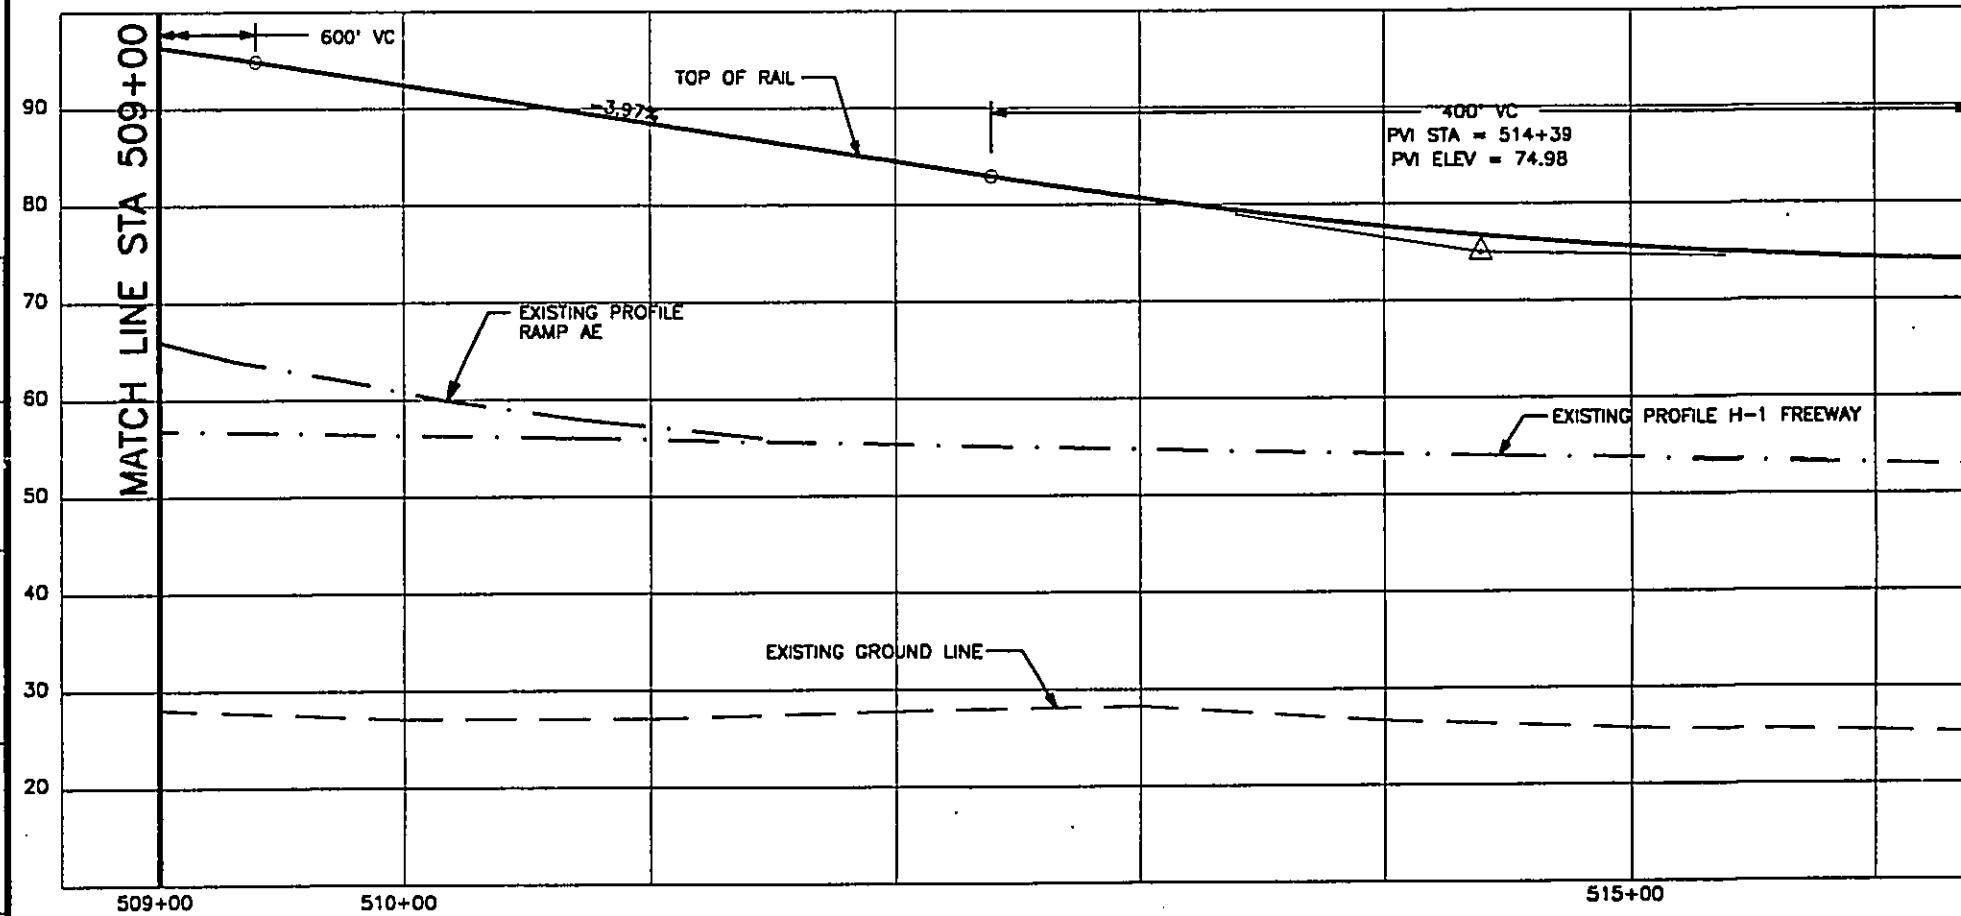 MATCH LINE STA 509+00
600' VC
TOP OF RAIL
-3.97%
400' VC
PVI STA = 514+39
PVI ELEV = 74.98
EXISTING PROFILE
RAMP AE
EXISTING PROFILE H-1 FREEWAY
EXISTING GROUND LINE
90
80
70
60
50
40
30
20
509+00
510+00
515+00